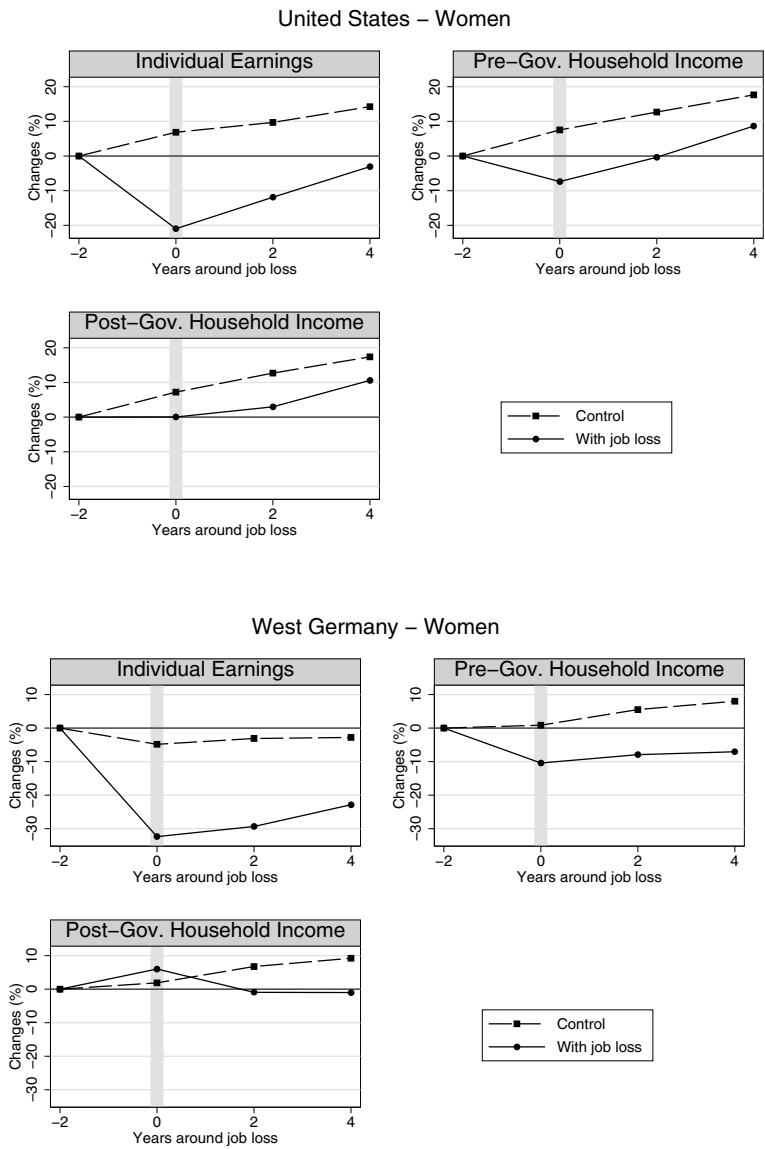 United States – Women
Individual Earnings
Changes (%)
20
10
0
−10
−20
−2 0 2 4
Years around job loss
Pre−Gov. Household Income
Changes (%)
20
10
0
−10
−20
−2 0 2 4
Years around job loss
Post−Gov. Household Income
Changes (%)
20
10
0
−10
−20
−2 0 2 4
Years around job loss
Control
With job loss
West Germany – Women
Individual Earnings
Changes (%)
10
0
−10
−20
−30
−2 0 2 4
Years around job loss
Pre−Gov. Household Income
Changes (%)
10
0
−10
−20
−30
−2 0 2 4
Years around job loss
Post−Gov. Household Income
Changes (%)
10
0
−10
−20
−30
−2 0 2 4
Years around job loss
Control
With job loss